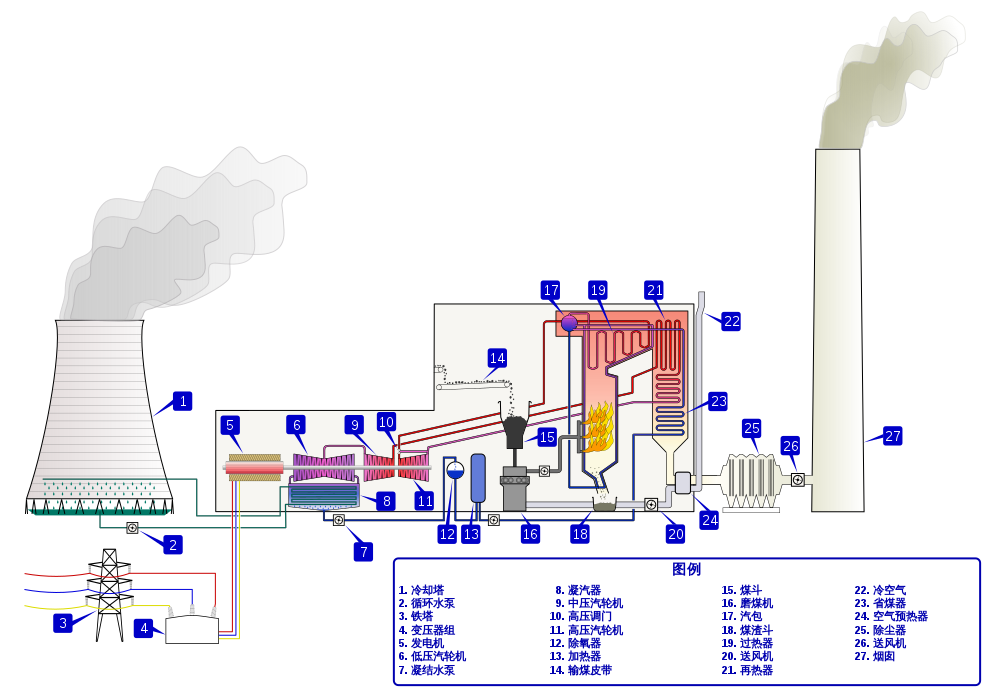 17
19
21
22
14
1
5
6
9
10
15
23
25
26
27
11
8
12
13
16
18
20
24
2
7
3
4
图例
1. 冷却塔
2. 循环水泵
3. 铁塔
4. 变压器组
5. 发电机
6. 低压汽轮机
7. 凝结水泵
8. 凝汽器
9. 中压汽轮机
10. 高压调门
11. 高压汽轮机
12. 除氧器
13. 加热器
14. 输煤皮带
15. 煤斗
16. 磨煤机
17. 汽包
18. 煤渣斗
19. 过热器
20. 送风机
21. 再热器
22. 冷空气
23. 省煤器
24. 空气预热器
25. 除尘器
26. 送风机
27. 烟囱